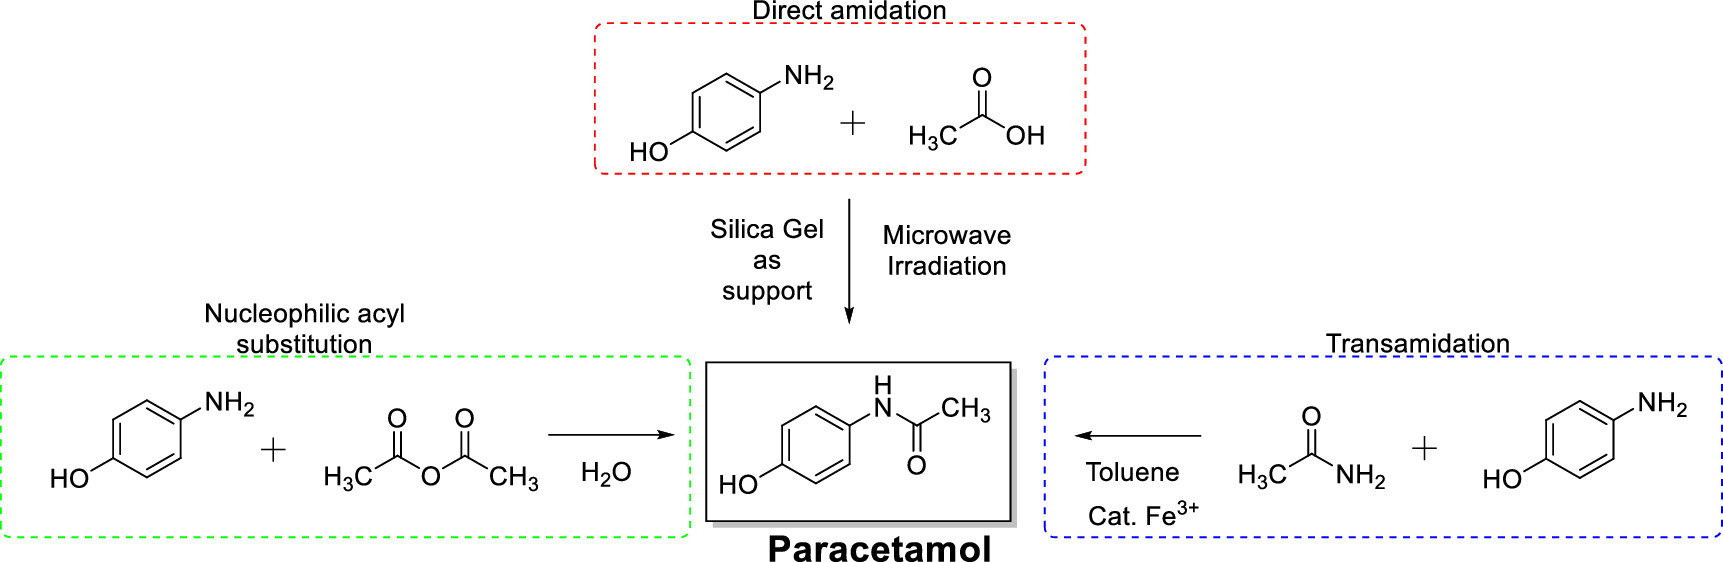 Direct amidation
NH₂
HO
+
O
H₃C
OH
Silica Gel
as
support
Microwave
Irradiation
Nucleophilic acyl
substitution
NH₂
HO
+
O O
H₃C O CH₃
H₂O
H
N
CH₃
O
HO
Paracetamol
Transamidation
Toluene
Cat. Fe³⁺
O
H₃C NH₂
+
NH₂
HO